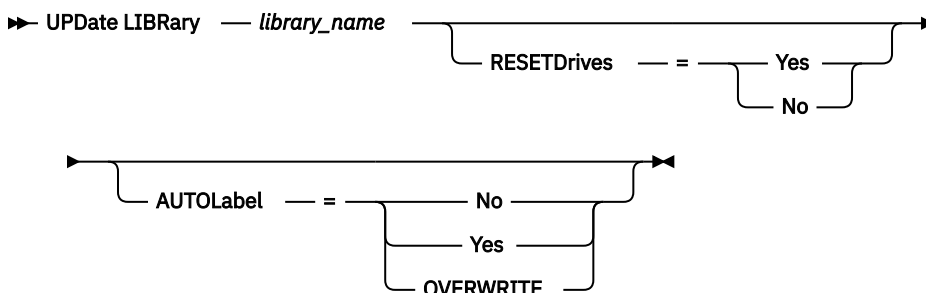 UPDate LIBRary library_name
RESETDrives = Yes
No
AUTOLabel = No
Yes
OVERWRITE